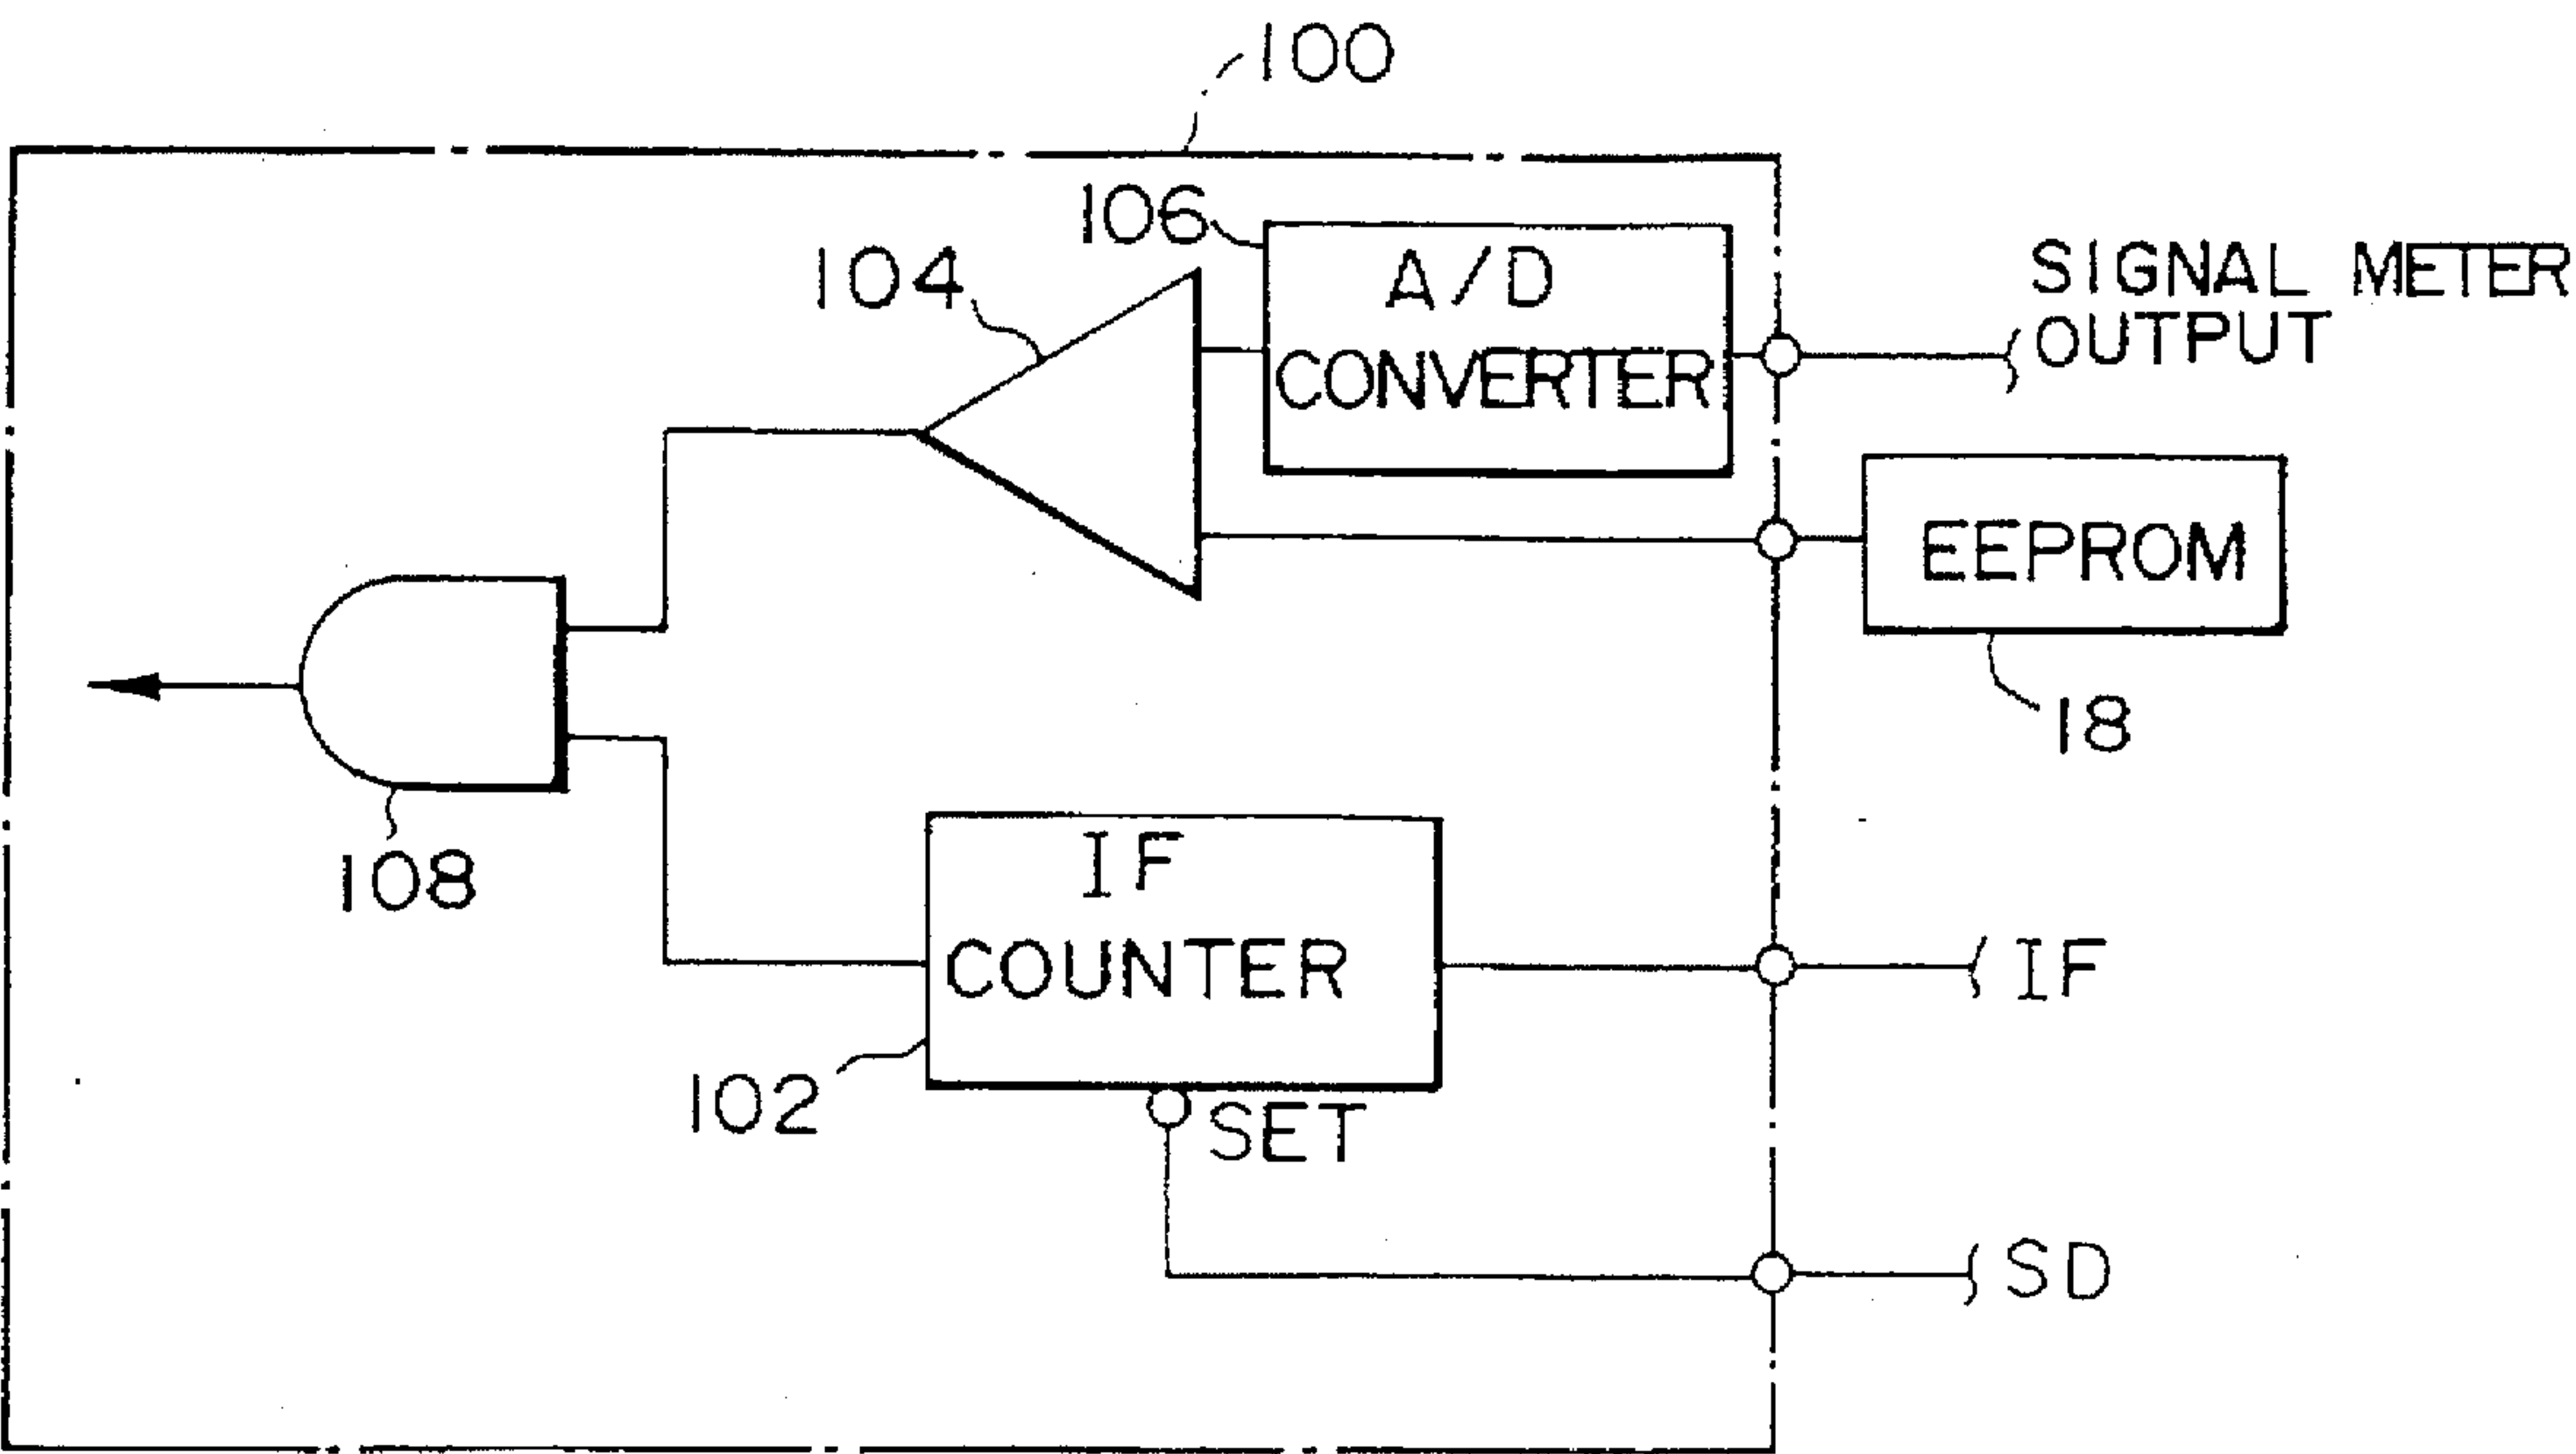 100
106
A/D
CONVERTER
104
SIGNAL METER
OUTPUT
EEPROM
18
108
IF
COUNTER
102
SET
IF
SD